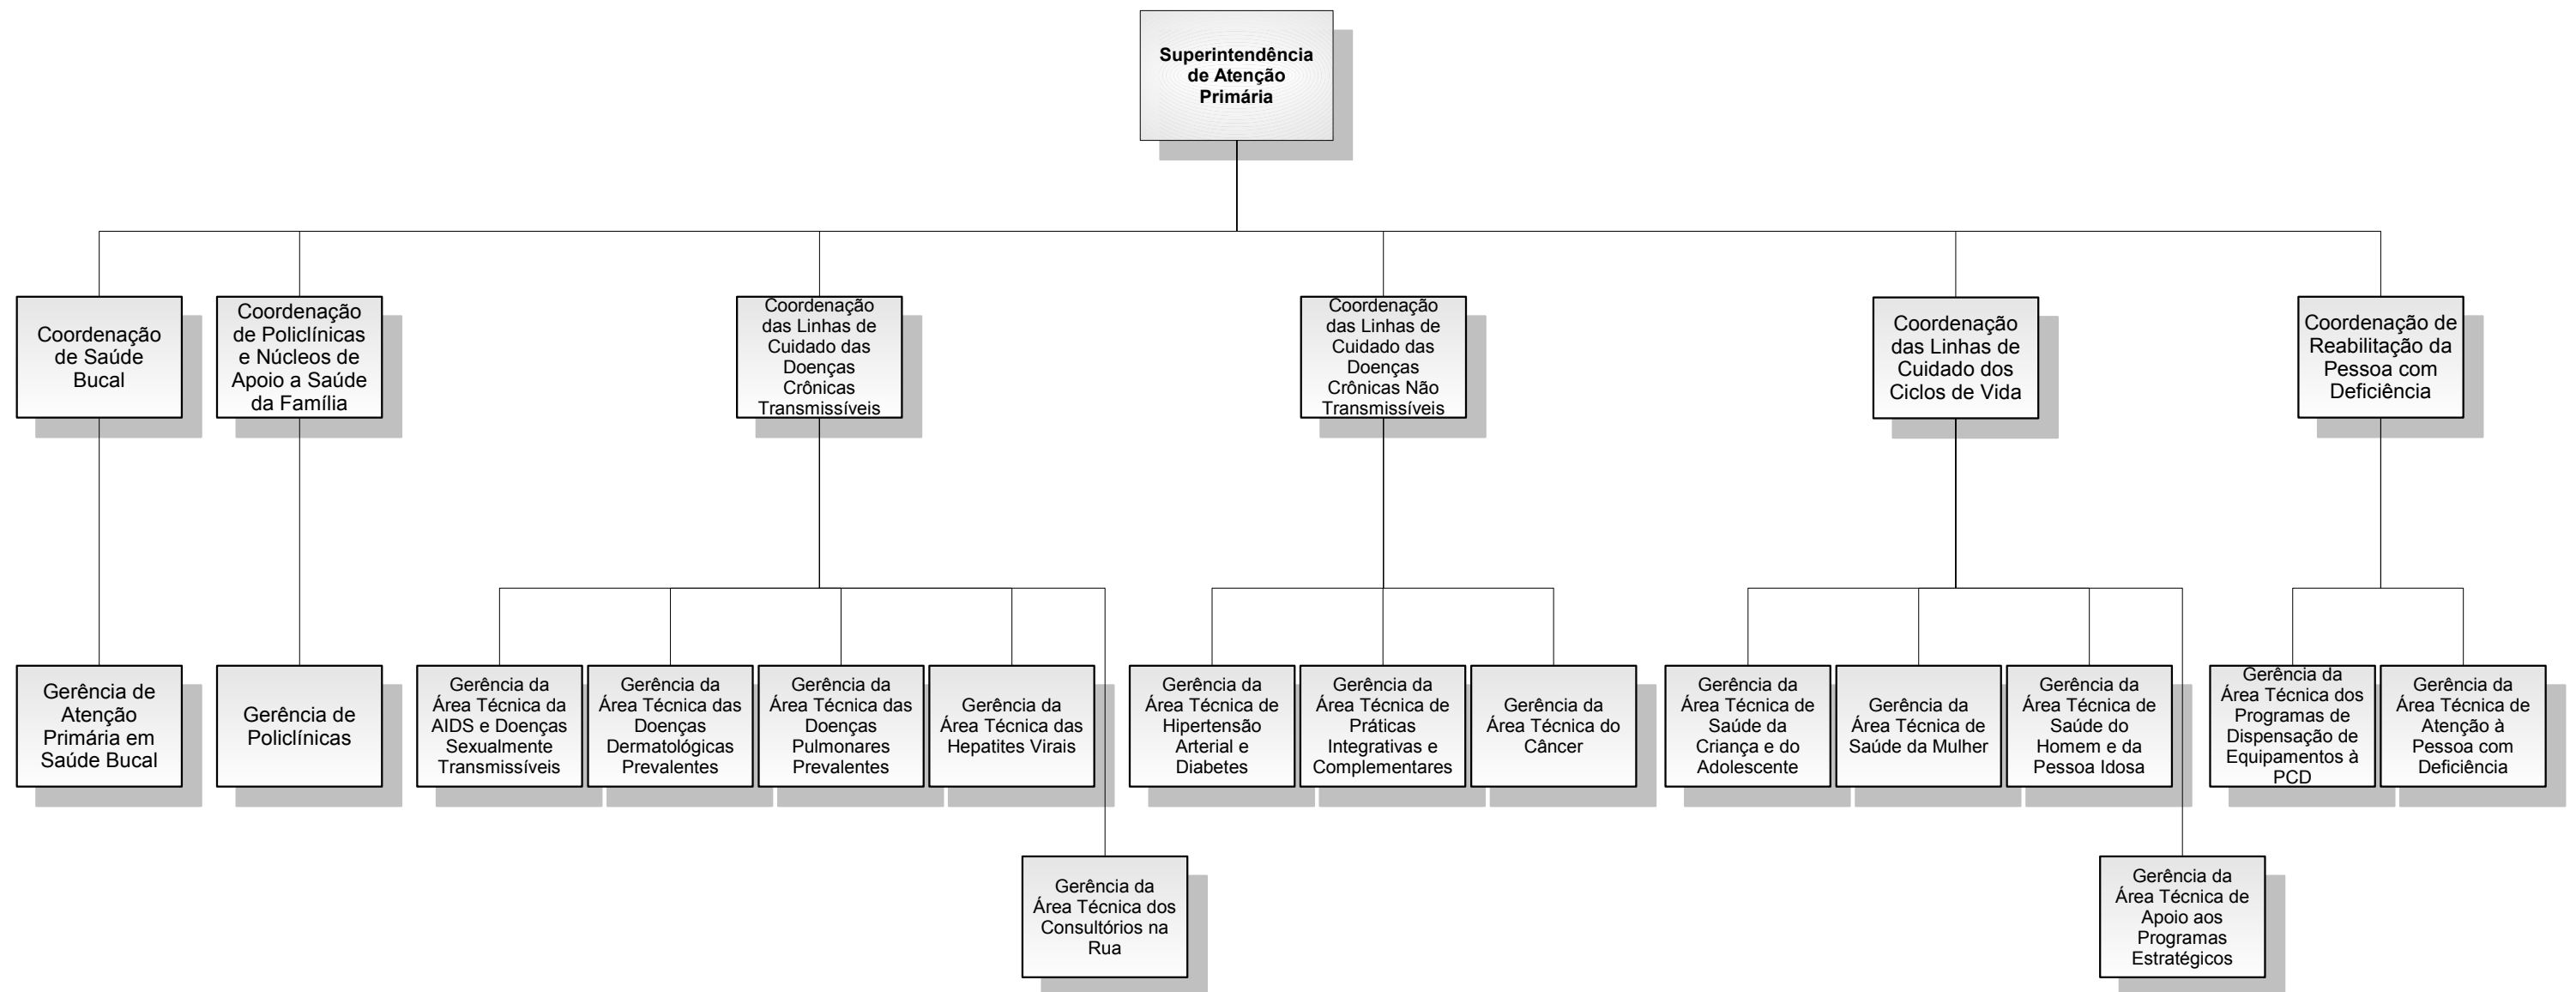 Superintendência
de Atenção
Primária
Coordenação
de Saúde
Bucal
Coordenação
de Policlínicas
e Núcleos de
Apoio a Saúde
da Família
Coordenação
das Linhas de
Cuidado das
Doenças
Crônicas
Transmissíveis
Coordenação
das Linhas de
Cuidado das
Doenças
Crônicas Não
Transmissíveis
Coordenação
das Linhas de
Cuidado dos
Ciclos de Vida
Coordenação de
Reabilitação da
Pessoa com
Deficiência
Gerência de
Atenção
Primária em
Saúde Bucal
Gerência de
Policlínicas
Gerência da
Área Técnica da
AIDS e Doenças
Sexualmente
Transmissíveis
Gerência da
Área Técnica das
Doenças
Dermatológicas
Prevalentes
Gerência da
Área Técnica das
Doenças
Pulmonares
Prevalentes
Gerência da
Área Técnica das
Hepatites Virais
Gerência da
Área Técnica de
Hipertensão
Arterial e
Diabetes
Gerência da
Área Técnica de
Práticas
Integrativas e
Complementares
Gerência da
Área Técnica do
Câncer
Gerência da
Área Técnica de
Saúde da
Criança e do
Adolescente
Gerência da
Área Técnica de
Saúde da Mulher
Gerência da
Área Técnica de
Saúde do
Homem e da
Pessoa Idosa
Gerência da
Área Técnica dos
Programas de
Dispensação de
Equipamentos à
PCD
Gerência da
Área Técnica de
Atenção à
Pessoa com
Deficiência
Gerência da
Área Técnica dos
Consultórios na
Rua
Gerência da
Área Técnica de
Apoio aos
Programas
Estratégicos